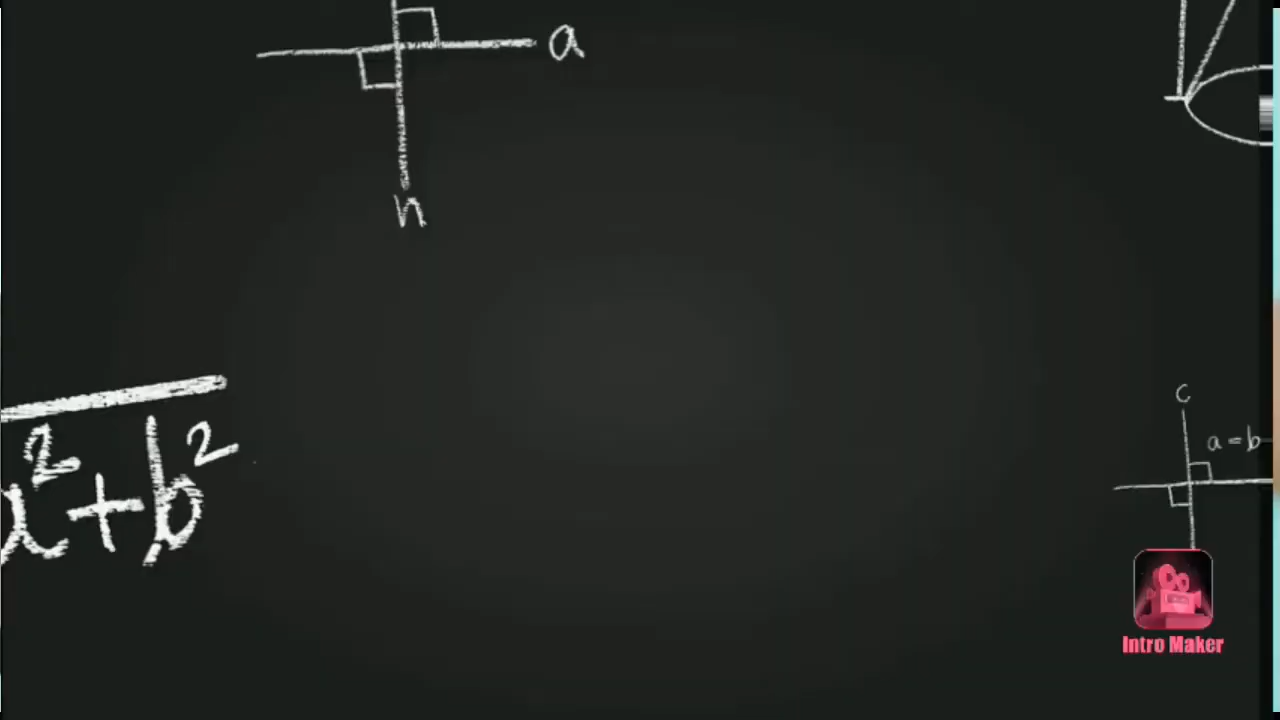 a
n
c
a = b
a² + b²
Intro Maker